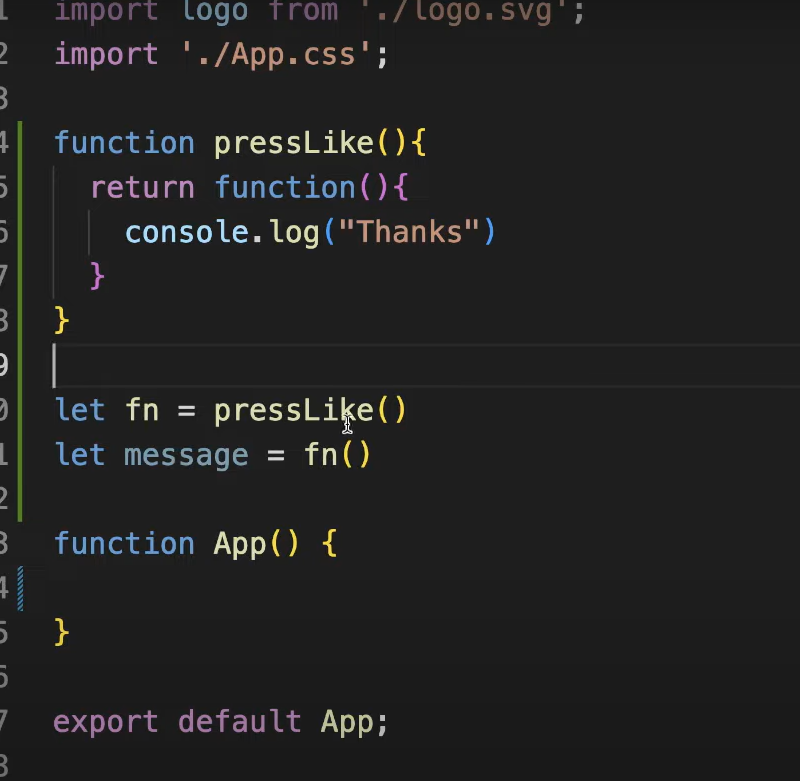 1 import logo from './logo.svg';
2 import './App.css';
3
4 function pressLike(){
5 return function(){
6 console.log("Thanks")
7 }
8 }
9
0 let fn = pressLike()
1 let message = fn()
2
3 function App() {
4
5 }
6
7 export default App;
8